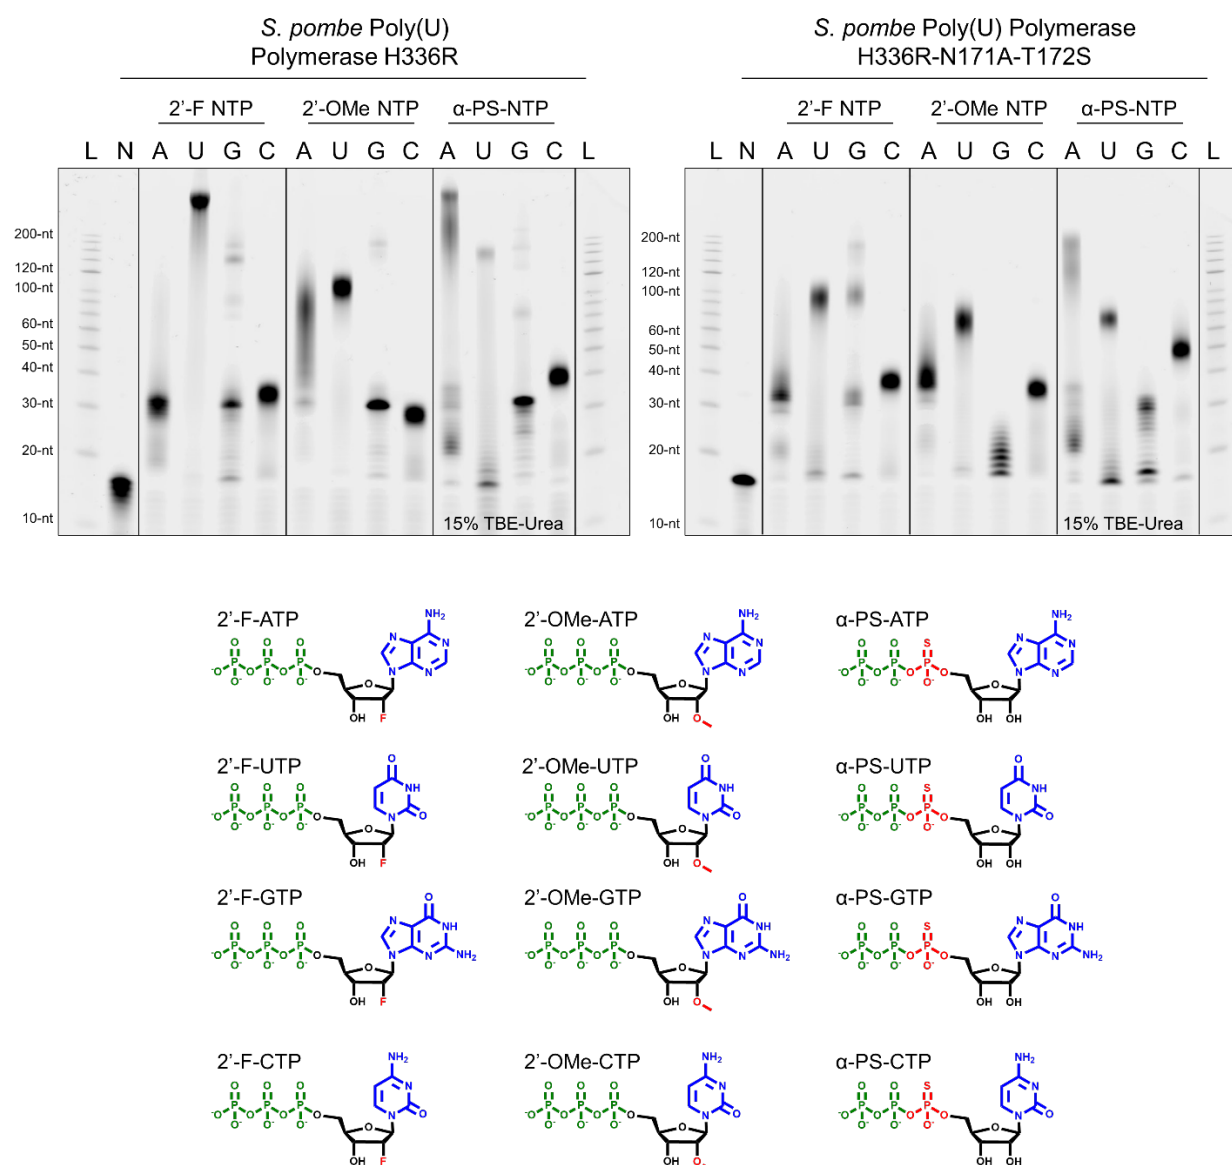 S. pombe Poly(U)
Polymerase H336R
2’-F NTP 2’-OMe NTP α-PS-NTP
L N A U G C A U G C A U G C L
200-nt
120-nt
100-nt
60-nt
50-nt
40-nt
30-nt
20-nt
10-nt
15% TBE-Urea
S. pombe Poly(U) Polymerase
H336R-N171A-T172S
2’-F NTP 2’-OMe NTP α-PS-NTP
L N A U G C A U G C A U G C L
200-nt
120-nt
100-nt
60-nt
50-nt
40-nt
30-nt
20-nt
10-nt
15% TBE-Urea
2’-F-ATP 2’-OMe-ATP α-PS-ATP
2’-F-UTP 2’-OMe-UTP α-PS-UTP
2’-F-GTP 2’-OMe-GTP α-PS-GTP
2’-F-CTP 2’-OMe-CTP α-PS-CTP